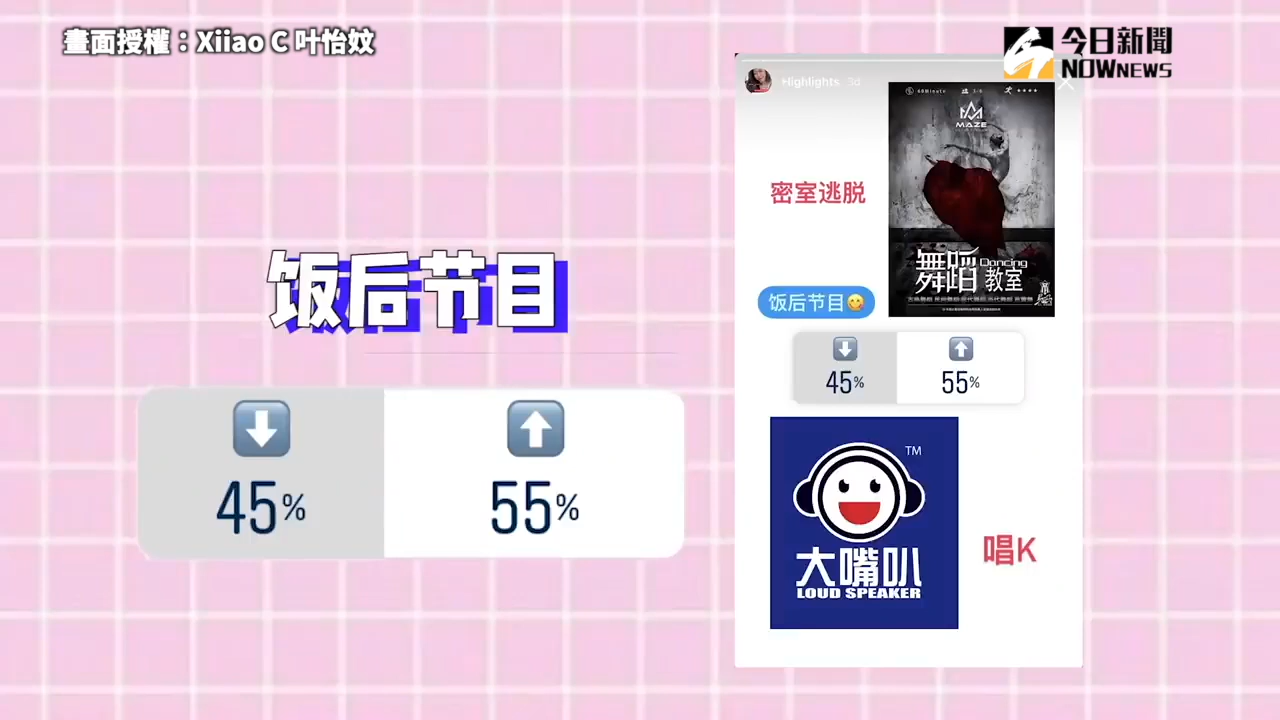 畫面授權：Xiiao C 叶怡妏
今日新聞
NOWNEWS
Highlights 3d
MAZE
密室逃脱
舞蹈 Dancing
教室
饭后节目
饭后节目
45%
55%
45%
55%
TM
大嘴叭
LOUD SPEAKER
唱K